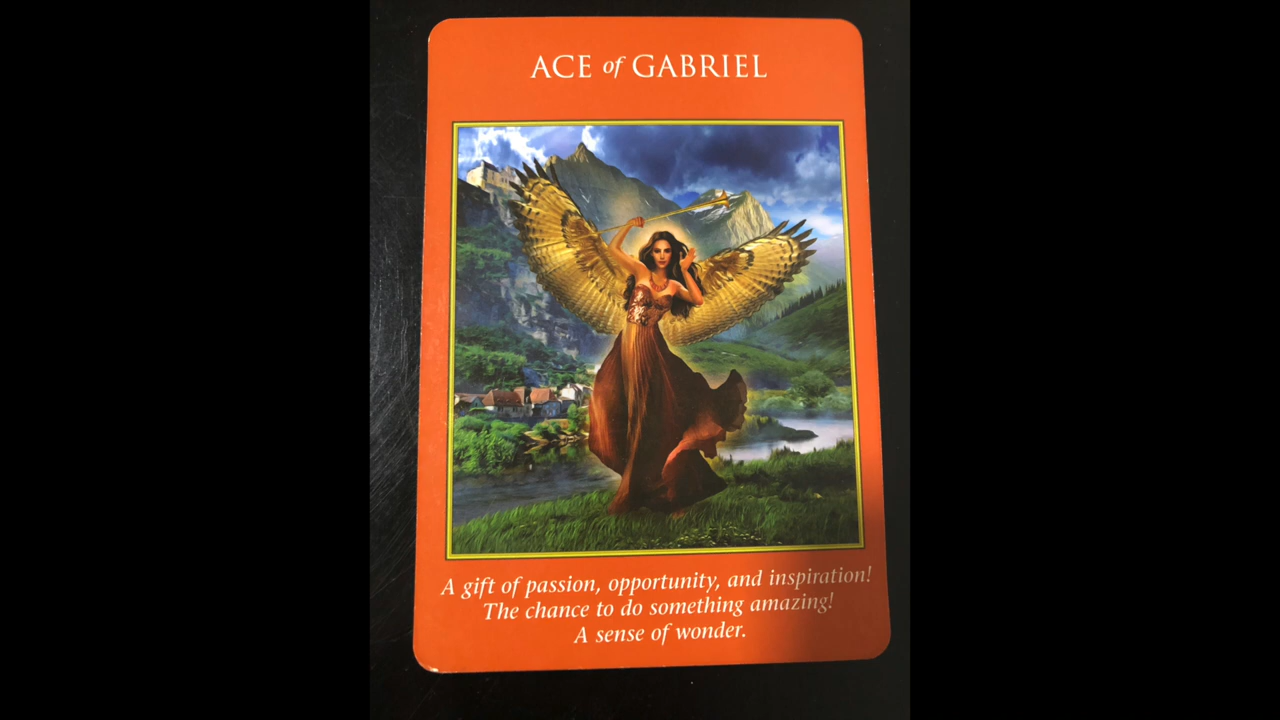 ACE of GABRIEL
A gift of passion, opportunity, and inspiration!
The chance to do something amazing!
A sense of wonder.